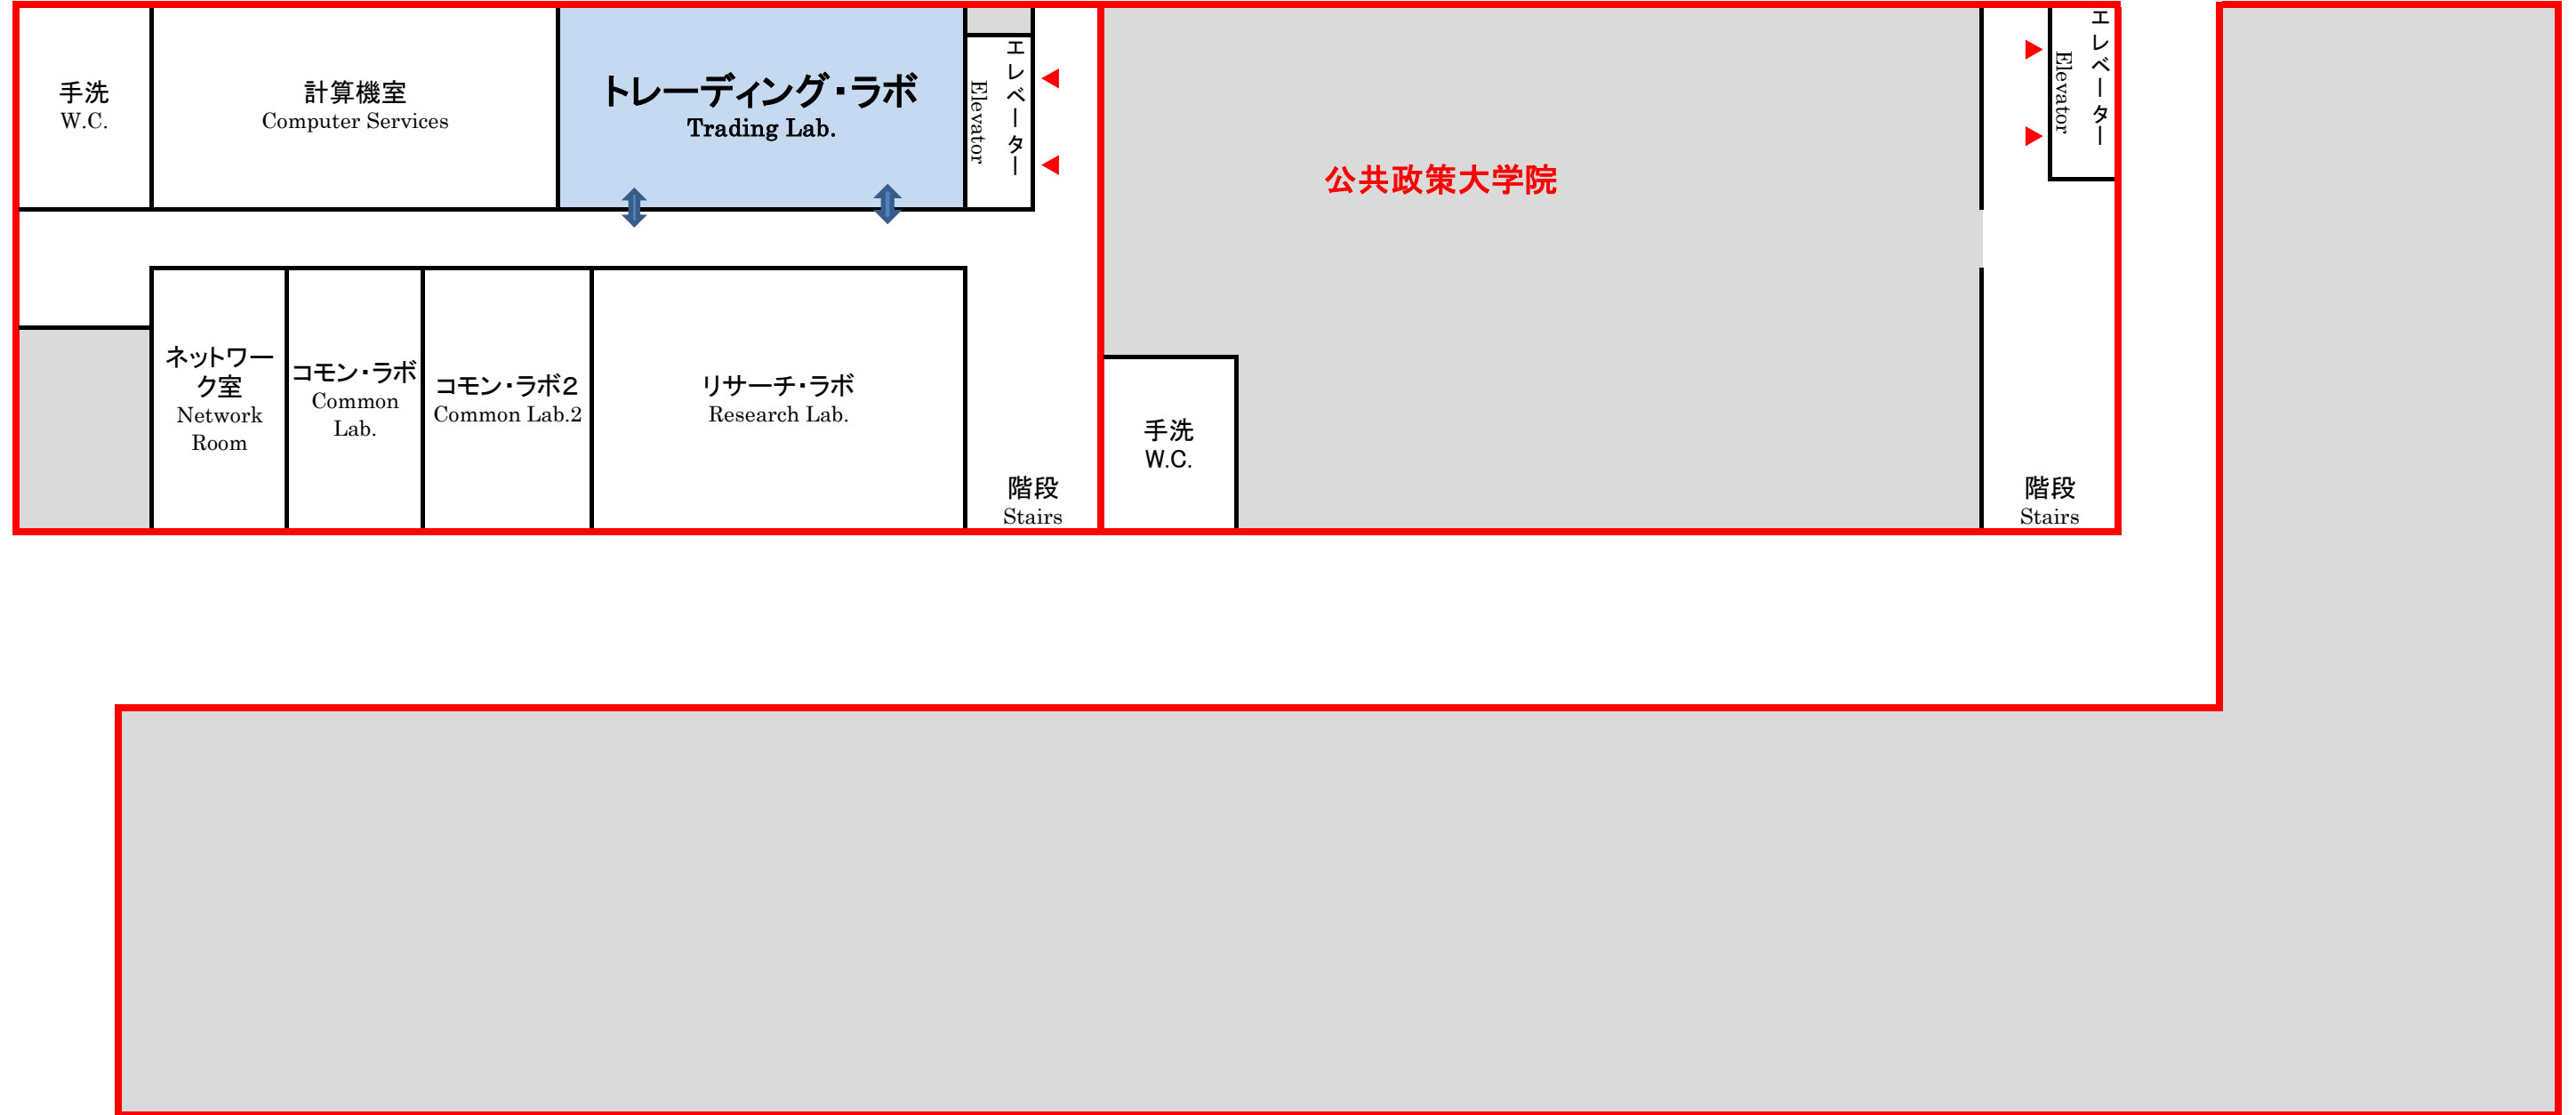 手洗
W.C.
計算機室
Computer Services
トレーディング・ラボ
Trading Lab.
エレベーター
Elevator
公共政策大学院
エレベーター
Elevator
ネットワー
ク室
Network
Room
コモン・ラボ
Common
Lab.
コモン・ラボ２
Common Lab.2
リサーチ・ラボ
Research Lab.
階段
Stairs
手洗
W.C.
階段
Stairs